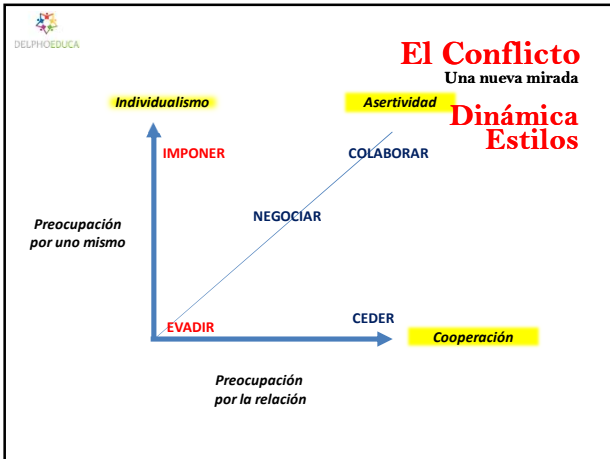 DELPHOEDUCA
El Conflicto
Una nueva mirada
Dinámica
Estilos
Individualismo
Asertividad
IMPONER
COLABORAR
NEGOCIAR
Preocupación
por uno mismo
EVADIR
CEDER
Cooperación
Preocupación
por la relación